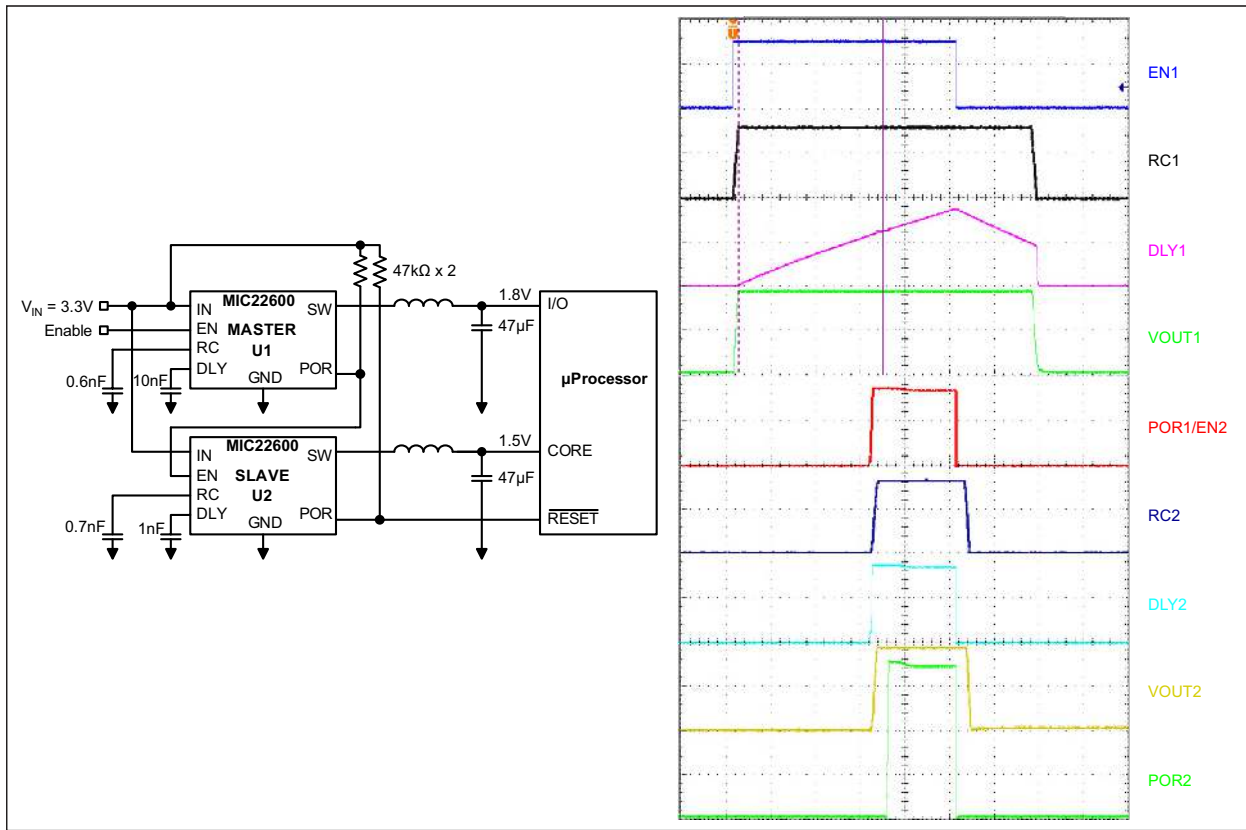 V_IN = 3.3V
Enable
47kΩ x 2
MIC22600
MASTER
U1
IN
EN
RC
DLY
SW
POR
GND
0.6nF
10nF
1.8V
47µF
I/O
µProcessor
MIC22600
SLAVE
U2
IN
EN
RC
DLY
SW
POR
GND
0.7nF
1nF
1.5V
47µF
CORE
RESET
EN1
RC1
DLY1
VOUT1
POR1/EN2
RC2
DLY2
VOUT2
POR2